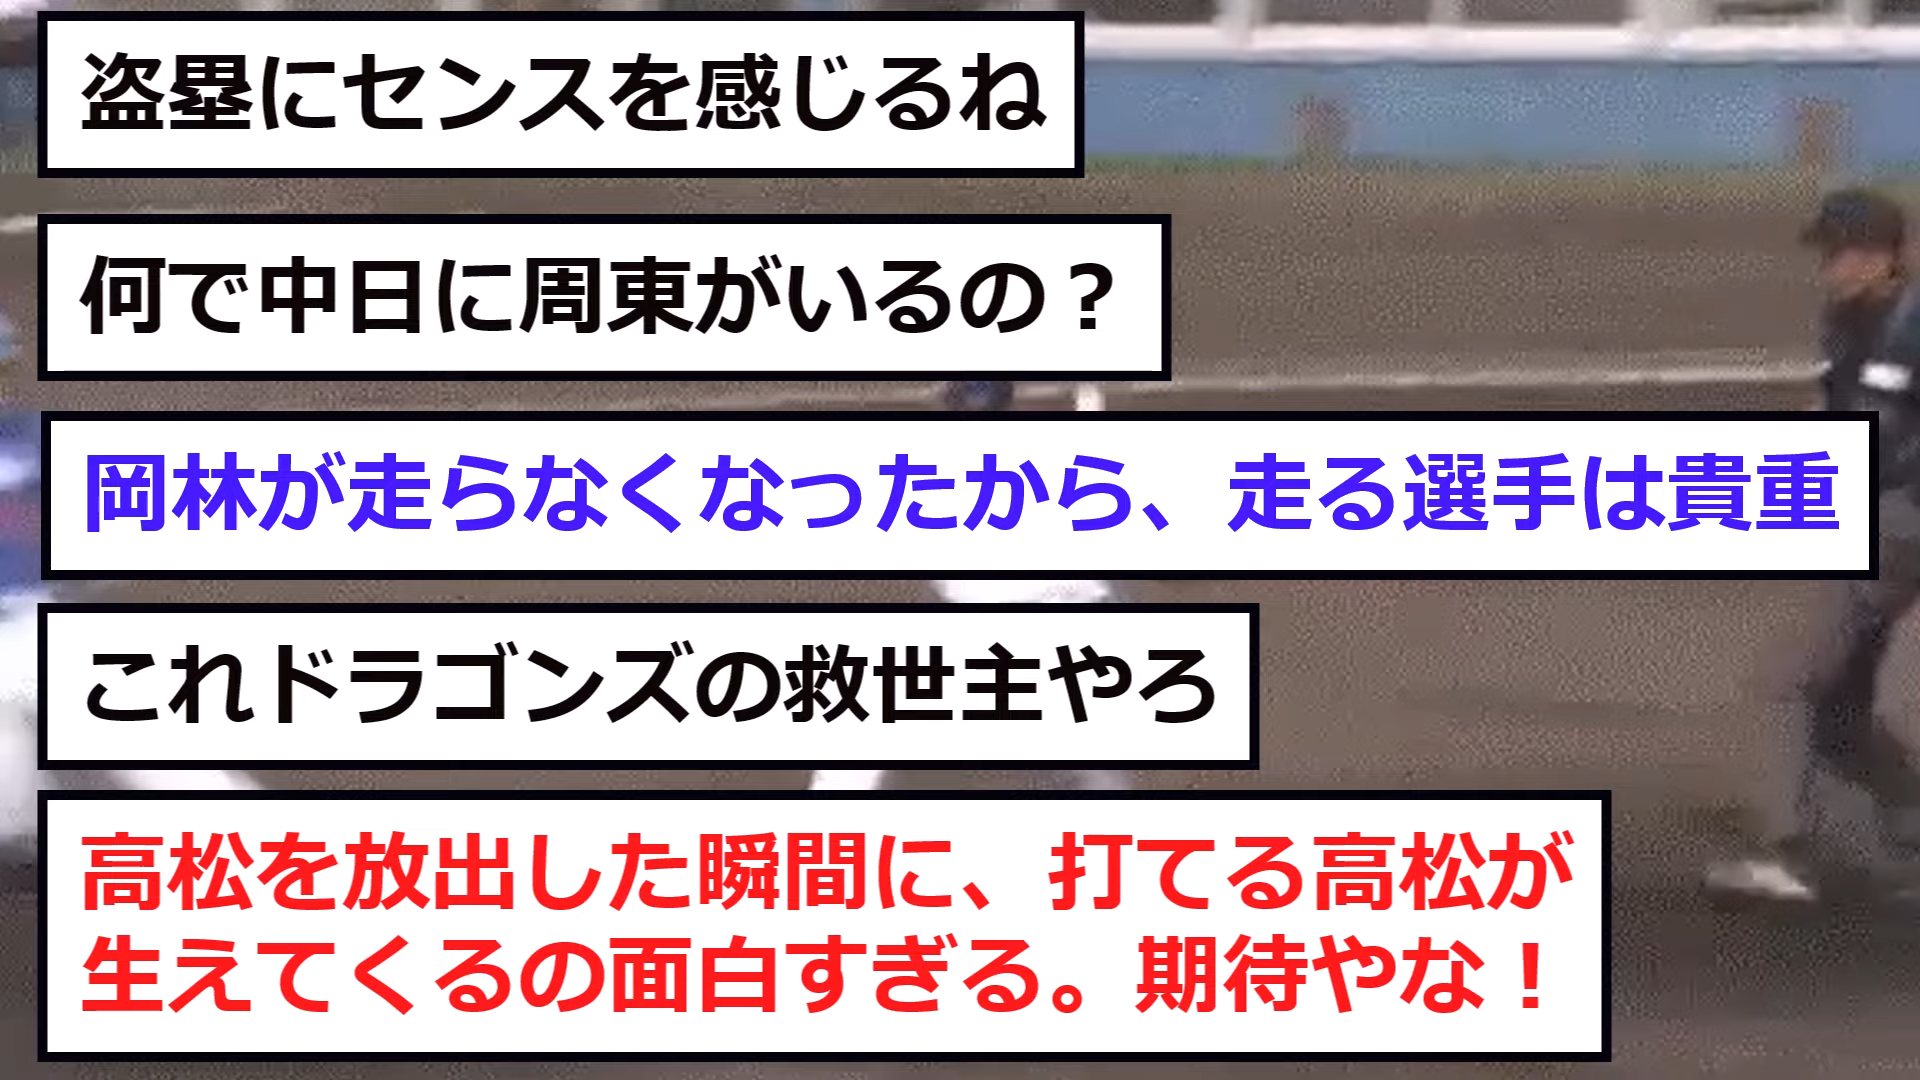 盗塁にセンスを感じるね
何で中日に周東がいるの？
岡林が走らなくなったから、走る選手は貴重
これドラゴンズの救世主やろ
高松を放出した瞬間に、打てる高松が
生えてくるの面白すぎる。期待やな！